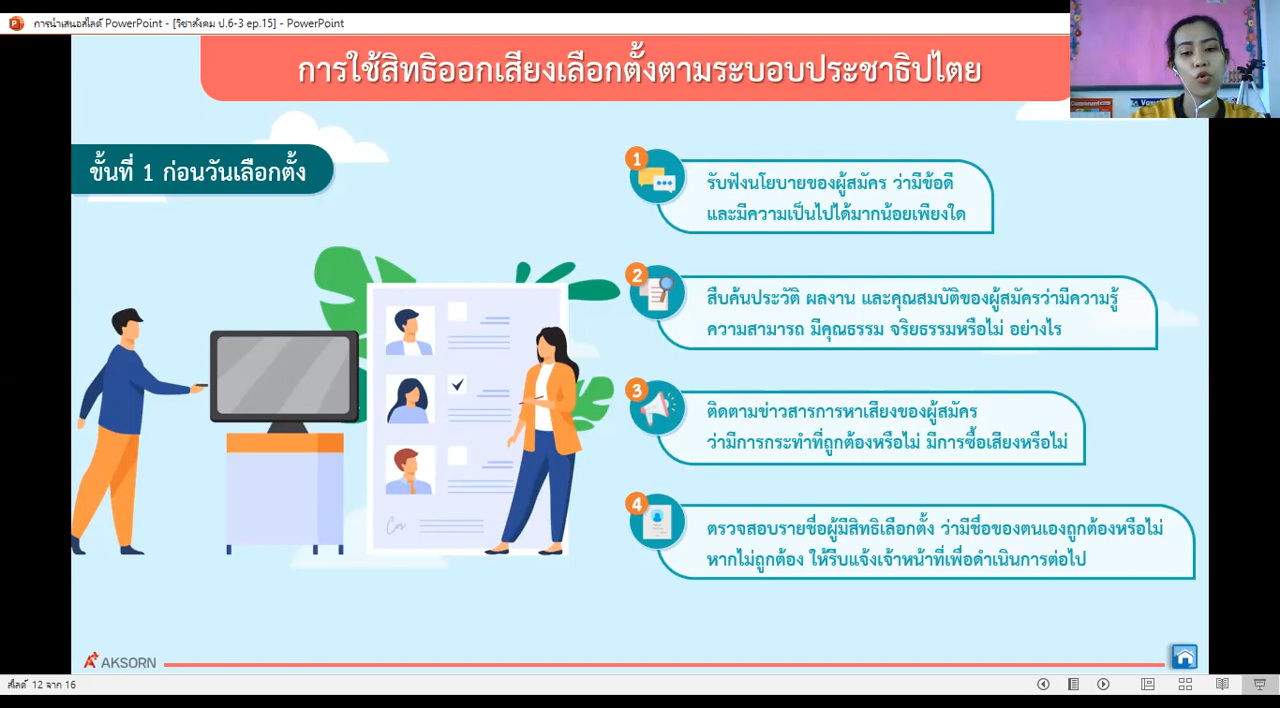 การนำเสนอสไลด์ PowerPoint - [วิชาสังคม ป.6-3 ep.15] - PowerPoint
การใช้สิทธิออกเสียงเลือกตั้งตามระบอบประชาธิปไตย
ขั้นที่ 1 ก่อนวันเลือกตั้ง
1
รับฟังนโยบายของผู้สมัคร ว่ามีข้อดี
และมีความเป็นไปได้มากน้อยเพียงใด
2
สืบค้นประวัติ ผลงาน และคุณสมบัติของผู้สมัครว่ามีความรู้
ความสามารถ มีคุณธรรม จริยธรรมหรือไม่ อย่างไร
3
ติดตามข่าวสารการหาเสียงของผู้สมัคร
ว่ามีการกระทำที่ถูกต้องหรือไม่ มีการซื้อเสียงหรือไม่
4
ตรวจสอบรายชื่อผู้มีสิทธิเลือกตั้ง ว่ามีชื่อของตนเองถูกต้องหรือไม่
หากไม่ถูกต้อง ให้รีบแจ้งเจ้าหน้าที่เพื่อดำเนินการต่อไป
AKSORN
สไลด์ 12 จาก 16